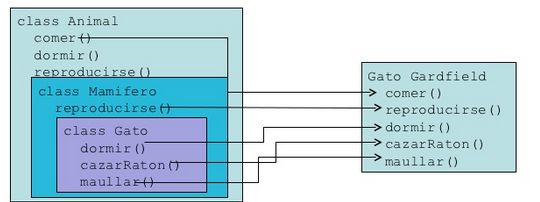 class Animal
comer()
dormir()
reproducirse()
class Mamifero
reproducirse()
class Gato
dormir()
cazarRaton()
maullar()
Gato Gardfield
comer()
reproducirse()
dormir()
cazarRaton()
maullar()